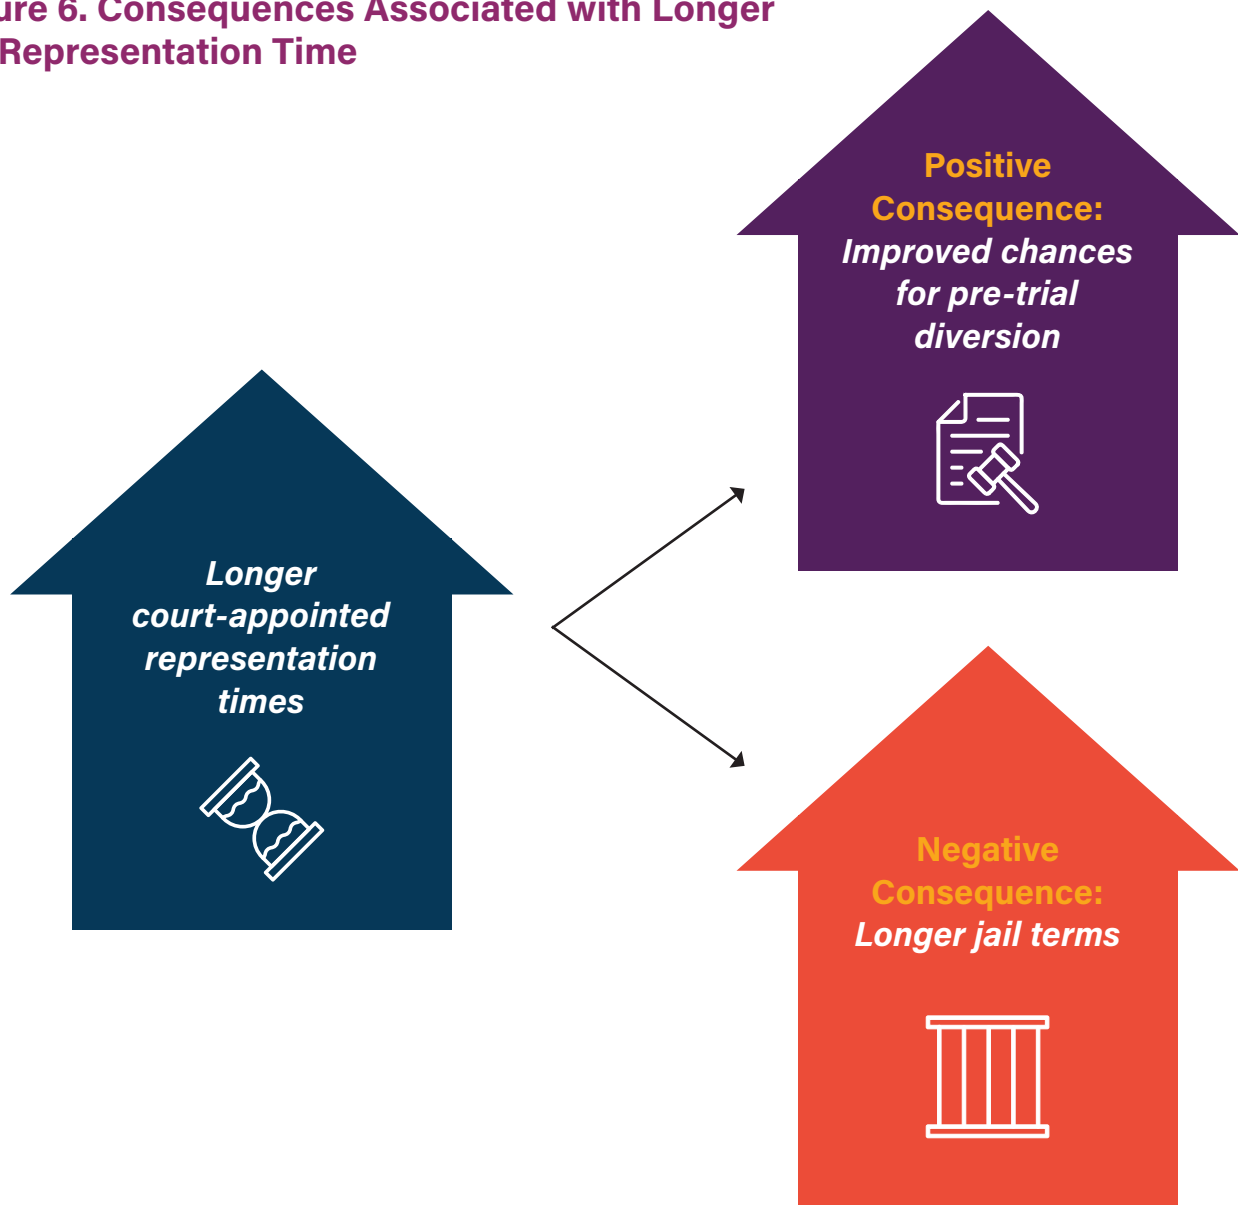 ure 6. Consequences Associated with Longer
Representation Time
Positive
Consequence:
Improved chances
for pre-trial
diversion
Longer
court-appointed
representation
times
Negative
Consequence:
Longer jail terms